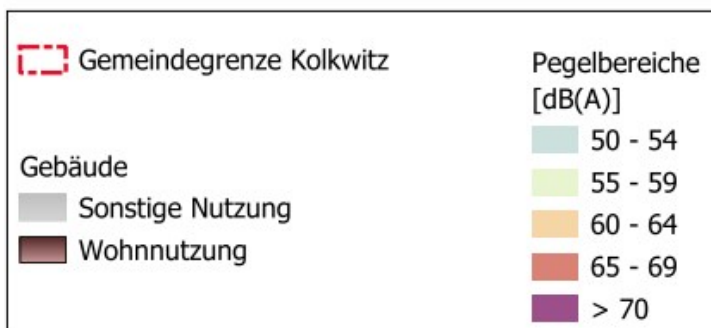 Gemeindegrenze Kolkwitz
Gebäude
Sonstige Nutzung
Wohnnutzung
Pegelbereiche
[dB(A)]
50 - 54
55 - 59
60 - 64
65 - 69
> 70